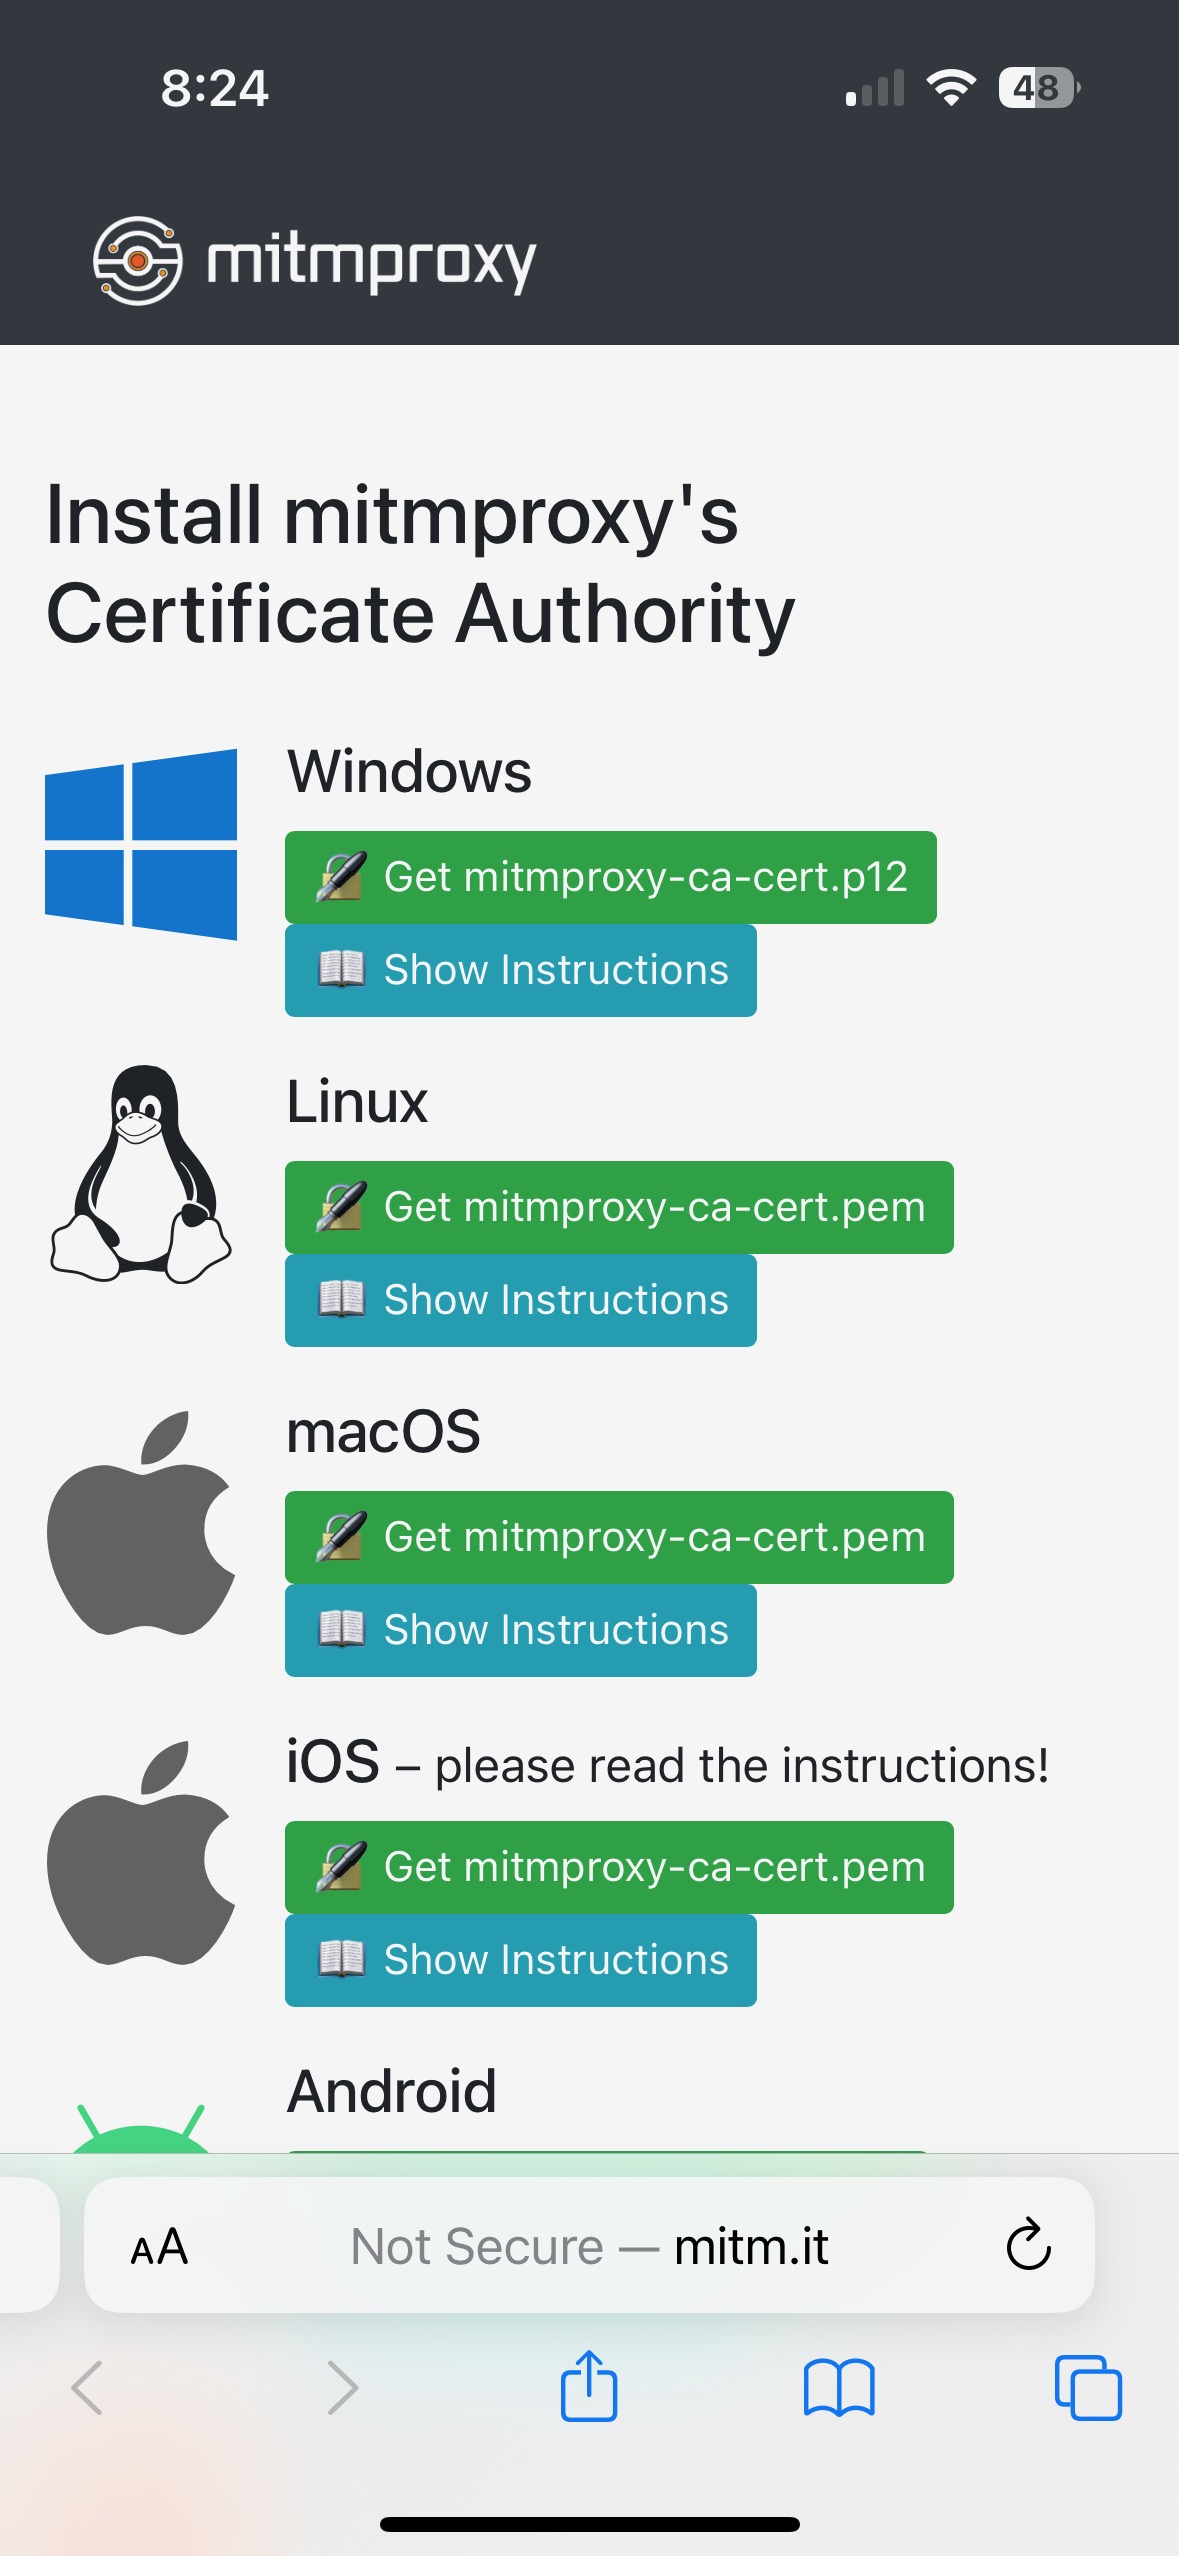 8:24
48
mitmproxy
Install mitmproxy's
Certificate Authority
Windows
Get mitmproxy-ca-cert.p12
Show Instructions
Linux
Get mitmproxy-ca-cert.pem
Show Instructions
macOS
Get mitmproxy-ca-cert.pem
Show Instructions
iOS – please read the instructions!
Get mitmproxy-ca-cert.pem
Show Instructions
Android
AA Not Secure — mitm.it